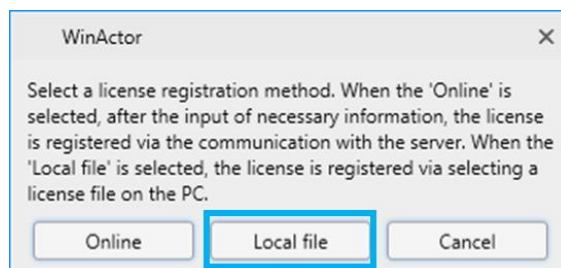 WinActor
Select a license registration method. When the 'Online' is
selected, after the input of necessary information, the license
is registered via the communication with the server. When the
'Local file' is selected, the license is registered via selecting a
license file on the PC.
Online Local file Cancel